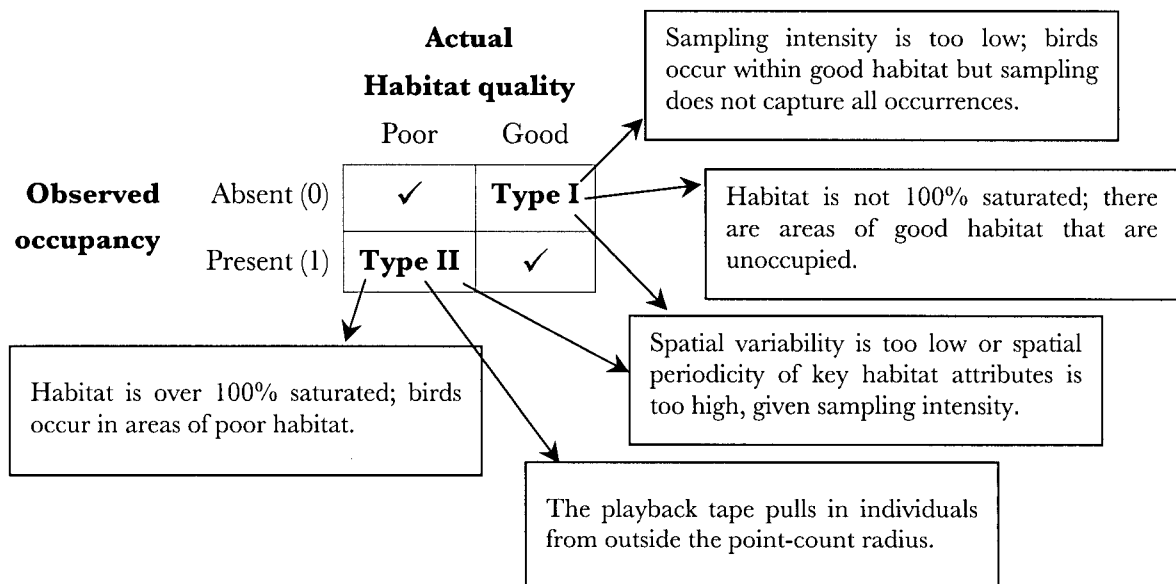 Actual
Habitat quality
Poor Good
Observed
occupancy
Absent (0) ✓ Type I
Present (1) Type II ✓
Sampling intensity is too low; birds
occur within good habitat but sampling
does not capture all occurrences.
Habitat is not 100% saturated; there
are areas of good habitat that are
unoccupied.
Spatial variability is too low or spatial
periodicity of key habitat attributes is
too high, given sampling intensity.
Habitat is over 100% saturated; birds
occur in areas of poor habitat.
The playback tape pulls in individuals
from outside the point-count radius.